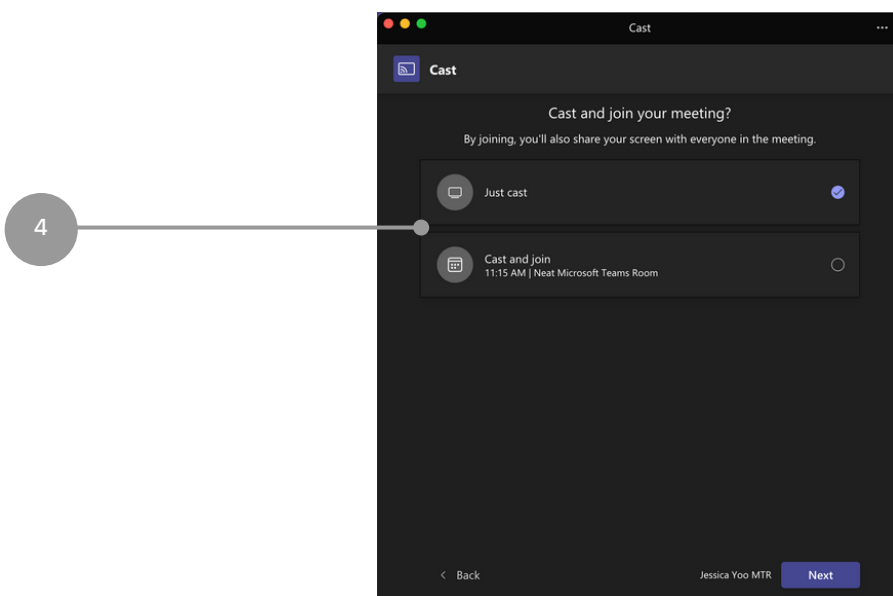 Cast
Cast
Cast and join your meeting?
By joining, you'll also share your screen with everyone in the meeting.
Just cast
4
Cast and join
11:15 AM | Neat Microsoft Teams Room
< Back
Jessica Yoo MTR
Next